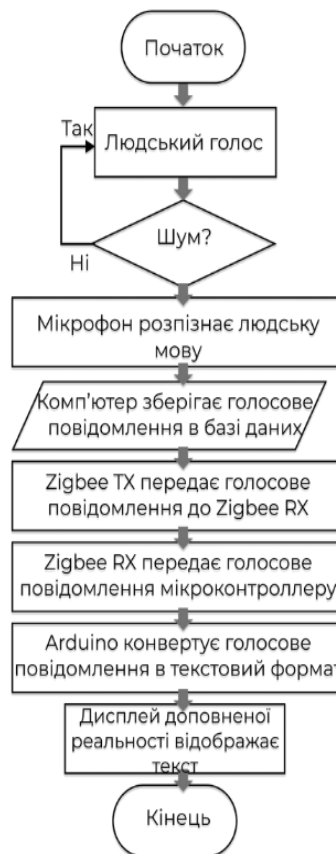 Початок
Так
Людський голос
Шум?
Ні
Мікрофон розпізнає людську
мову
Комп'ютер зберігає голосове
повідомлення в базі даних
Zigbee TX передає голосове
повідомлення до Zigbee RX
Zigbee RX передає голосове
повідомлення мікроконтроллеру
Arduino конвертує голосове
повідомлення в текстовий формат
Дисплей доповненої
реальності відображає
текст
Кінець